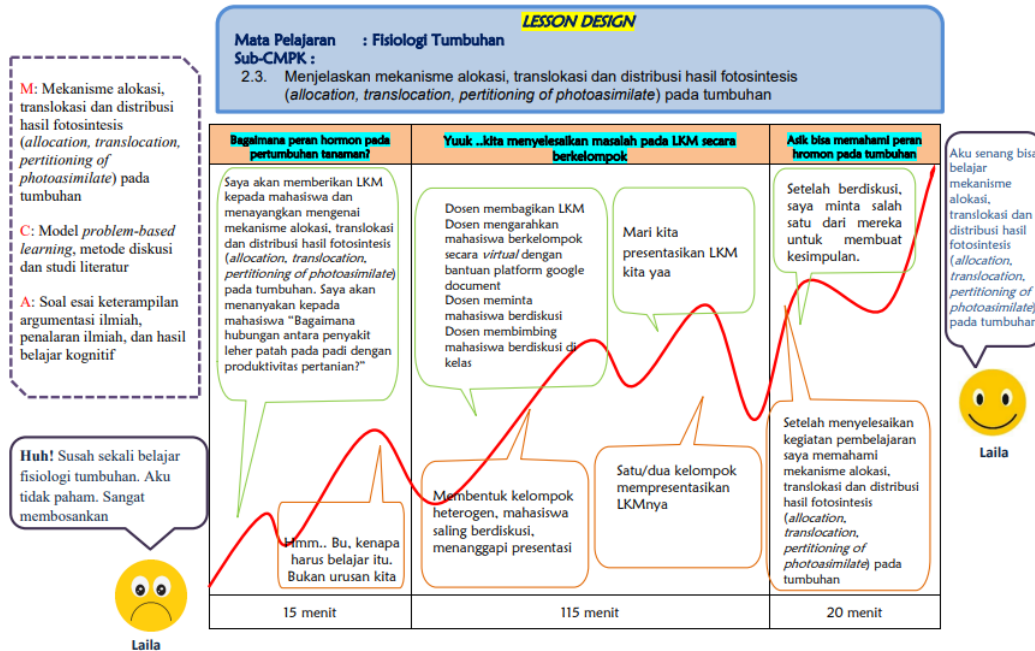 LESSON DESIGN
Mata Pelajaran : Fisiologi Tumbuhan
Sub-CMPK :
2.3. Menjelaskan mekanisme alokasi, translokasi dan distribusi hasil fotosintesis
(allocation, translocation, pertitioning of photoasimilate) pada tumbuhan
M: Mekanisme alokasi,
translokasi dan distribusi
hasil fotosintesis
(allocation, translocation,
pertitioning of
photoasimilate) pada
tumbuhan
C: Model problem-based
learning, metode diskusi
dan studi literatur
A: Soal esai keterampilan
argumentasi ilmiah,
penalaran ilmiah, dan hasil
belajar kognitif
Huh! Susah sekali belajar
fisiologi tumbuhan. Aku
tidak paham. Sangat
membosankan
Laila
Bagaimana peran hormon pada
pertumbuhan tanaman?
Saya akan memberikan LKM
kepada mahasiswa dan
menayangkan mengenai
mekanisme alokasi, translokasi
dan distribusi hasil fotosintesis
(allocation, translocation,
pertitioning of photoasimilate)
pada tumbuhan. Saya akan
menanyakan kepada
mahasiswa "Bagaimana
hubungan antara penyakit
leher patah pada padi dengan
produktivitas pertanian?"
Hmm.. Bu, kenapa
harus belajar itu.
Bukan urusan kita
15 menit
Yuuk ..kita menyelesaikan masalah pada LKM secara
berkelompok
Dosen membagikan LKM
Dosen mengarahkan
mahasiswa berkelompok
secara virtual dengan
bantuan platform google
document
Dosen meminta
mahasiswa berdiskusi
Dosen membimbing
mahasiswa berdiskusi di
kelas
Mari kita
presentasikan LKM
kita yaa
Membentuk kelompok
heterogen, mahasiswa
saling berdiskusi,
menanggapi presentasi
Satu/dua kelompok
mempresentasikan
LKMnya
115 menit
Asik bisa memahami peran
hromon pada tumbuhan
Setelah berdiskusi,
saya minta salah
satu dari mereka
untuk membuat
kesimpulan.
Setelah menyelesaikan
kegiatan pembelajaran
saya memahami
mekanisme alokasi,
translokasi dan distribusi
hasil fotosintesis
(allocation,
translocation,
pertitioning of
photoasimilate) pada
tumbuhan
20 menit
Aku senang bisa
belajar
mekanisme
alokasi,
translokasi dan
distribusi hasil
fotosintesis
(allocation,
translocation,
pertitioning of
photoasimilate)
pada tumbuhan
Laila